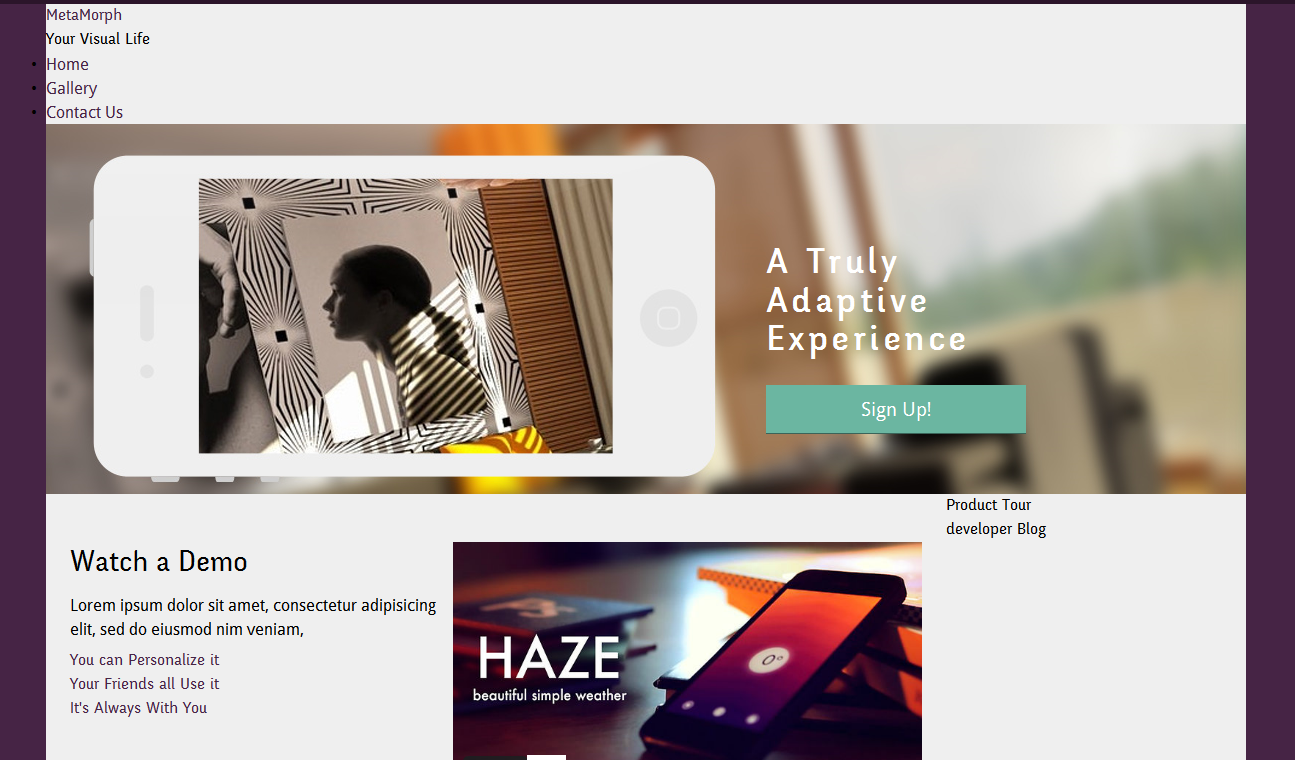 MetaMorph
Your Visual Life
Home
Gallery
Contact Us
A Truly
Adaptive
Experience
Sign Up!
Product Tour
developer Blog
Watch a Demo
Lorem ipsum dolor sit amet, consectetur adipisicing
elit, sed do eiusmod nim veniam,
You can Personalize it
Your Friends all Use it
It's Always With You
HAZE
beautiful simple weather
0°